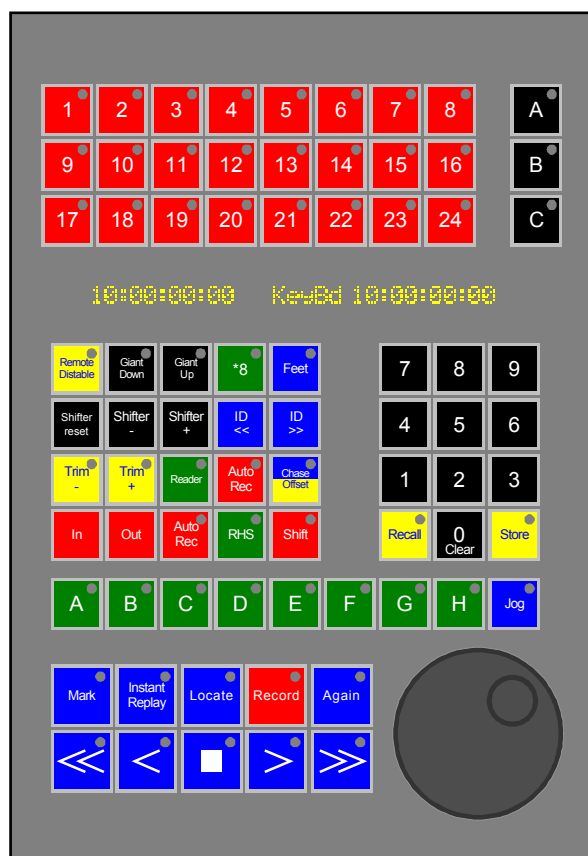 1 2 3 4 5 6 7 8 A
9 10 11 12 13 14 15 16 B
17 18 19 20 21 22 23 24 C
10:00:00:00 KeyBd 10:00:00:00
Remote Distable Giant Down Giant Up *8 Feet 7 8 9
Shifter reset Shifter - Shifter + ID << ID >> 4 5 6
Trim - Trim + Reader Auto Rec Chase Offset 1 2 3
In Out Auto Rec RHS Shift Recall 0 Clear Store
A B C D E F G H Jog
Mark Instant Replay Locate Record Again
<< < > >>